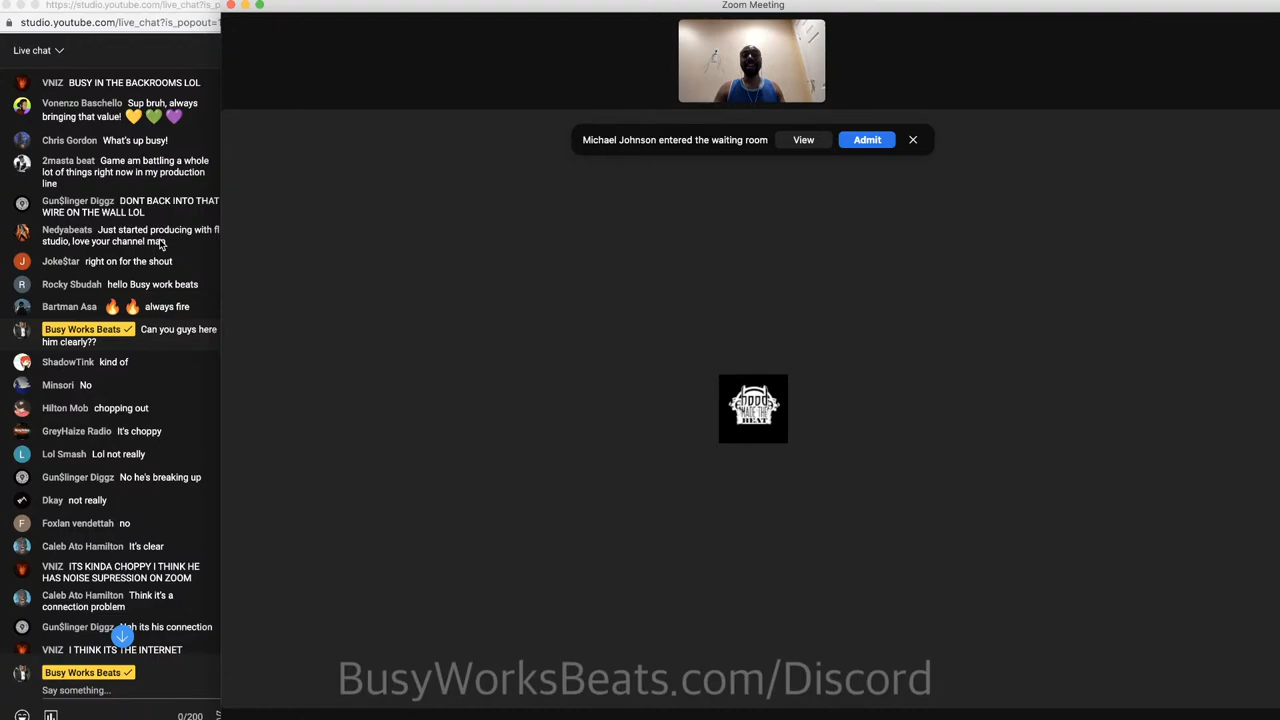 https://studio.youtube.com/live_chat?is_p
Zoom Meeting
studio.youtube.com/live_chat?is_popout=
Live chat
VNIZ BUSY IN THE BACKROOMS LOL
Vonenzo Baschello Sup bruh, always
bringing that value! 💛 💚 💜
Chris Gordon What's up busy!
2masta beat Game am battling a whole
lot of things right now in my production
line
Gun$linger Diggz DONT BACK INTO THAT
WIRE ON THE WALL LOL
Nedyabeats Just started producing with fl
studio, love your channel man
Joke$tar right on for the shout
Rocky Sbudah hello Busy work beats
Bartman Asa 🔥 🔥 always fire
Busy Works Beats ✓ Can you guys here
him clearly??
ShadowTink kind of
Minsori No
Hilton Mob chopping out
GreyHaize Radio It's choppy
Lol Smash Lol not really
Gun$linger Diggz No he's breaking up
Dkay not really
Foxlan vendettah no
Caleb Ato Hamilton It's clear
VNIZ ITS KINDA CHOPPY I THINK HE
HAS NOISE SUPRESSION ON ZOOM
Caleb Ato Hamilton Think it's a
connection problem
Gun$linger Diggz its his connection
VNIZ I THINK ITS THE INTERNET
Busy Works Beats ✓
Say something...
0/200
Michael Johnson entered the waiting room View Admit
MADE THE
BEAT
BusyWorksBeats.com/Discord